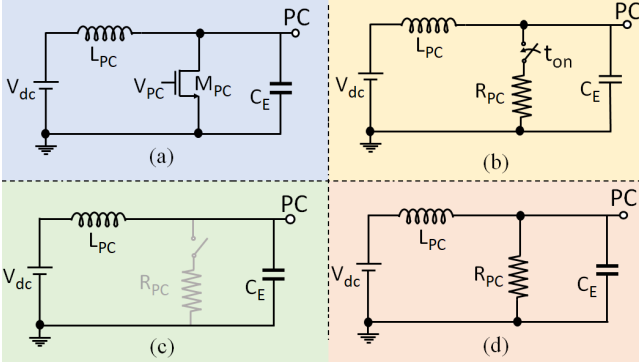 PC
L_PC
V_dc
V_PC
M_PC
C_E
(a)
PC
L_PC
t_on
V_dc
R_PC
C_E
(b)
PC
L_PC
V_dc
R_PC
C_E
(c)
PC
L_PC
V_dc
R_PC
C_E
(d)